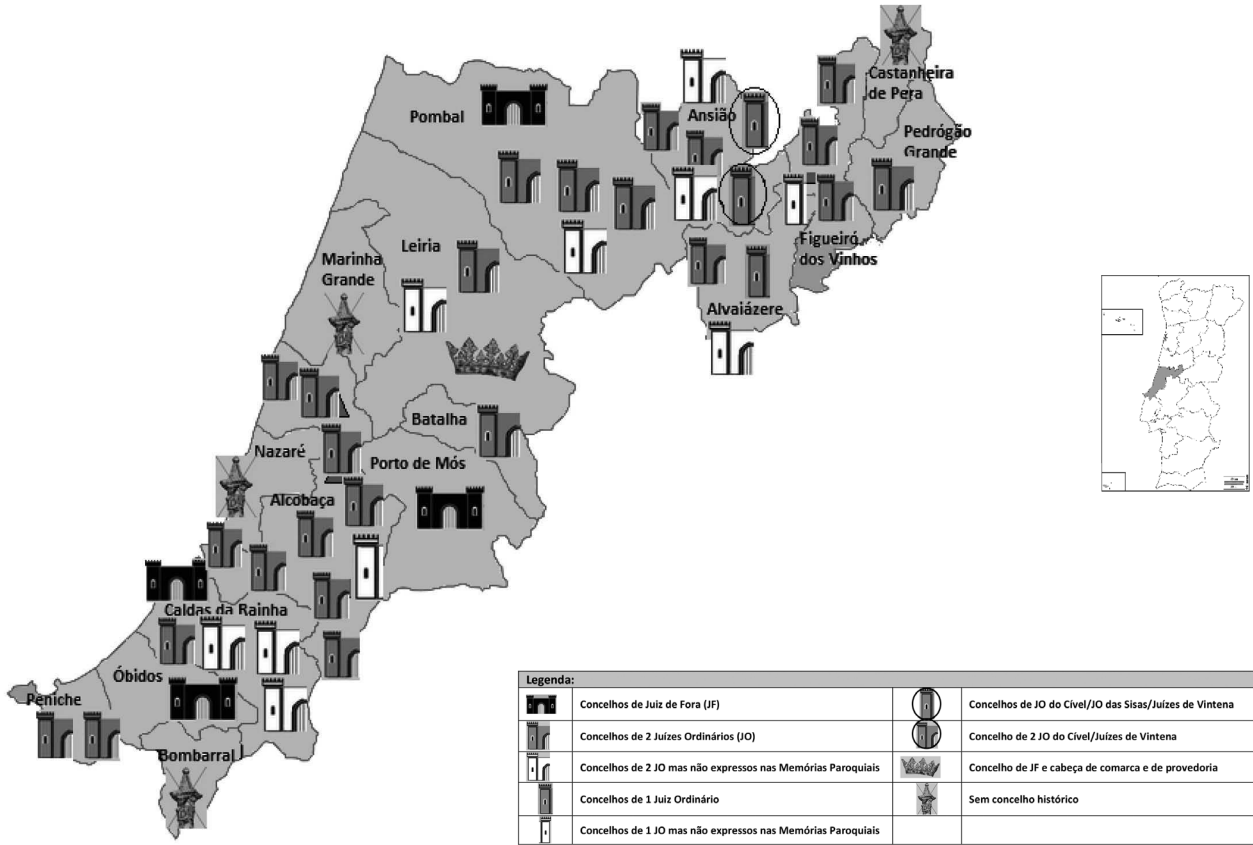 Castanheira
de Pera
Pombal
Ansião
Pedrógão
Grande
Leiria
Marinha
Grande
Figueiró
dos Vinhos
Alvaiázere
Batalha
Nazaré
Porto de Mós
Alcobaça
Caldas da Rainha
Óbidos
Peniche
Bombarral
Legenda:
Concelhos de Juiz de Fora (JF)
Concelhos de JO do Cível/JO das Sisas/Juízes de Vintena
Concelhos de 2 Juízes Ordinários (JO)
Concelho de 2 JO do Cível/Juízes de Vintena
Concelhos de 2 JO mas não expressos nas Memórias Paroquiais
Concelho de JF e cabeça de comarca e de provedoria
Concelhos de 1 Juiz Ordinário
Sem concelho histórico
Concelhos de 1 JO mas não expressos nas Memórias Paroquiais